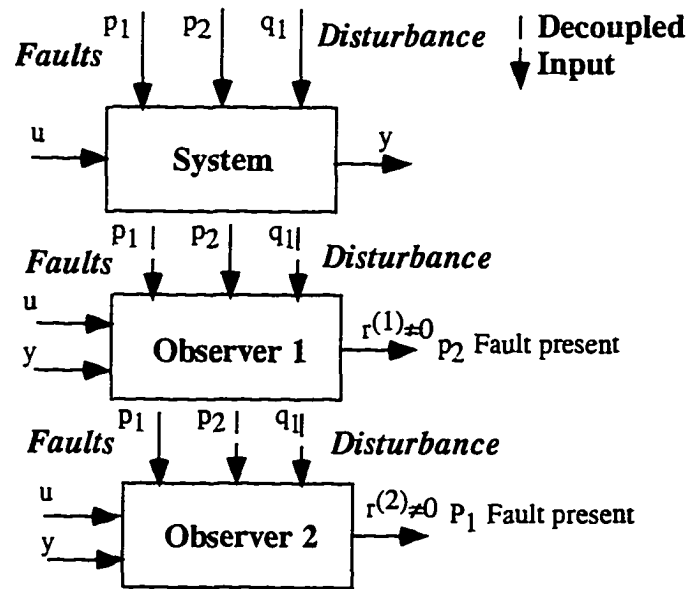 p1 p2 q1 Disturbance Decoupled
Faults Input
u System y
p1 p2 q1
Faults Disturbance
u
y Observer 1 r(1)≠0 p2 Fault present
p1 p2 q1
Faults Disturbance
u
y Observer 2 r(2)≠0 P1 Fault present